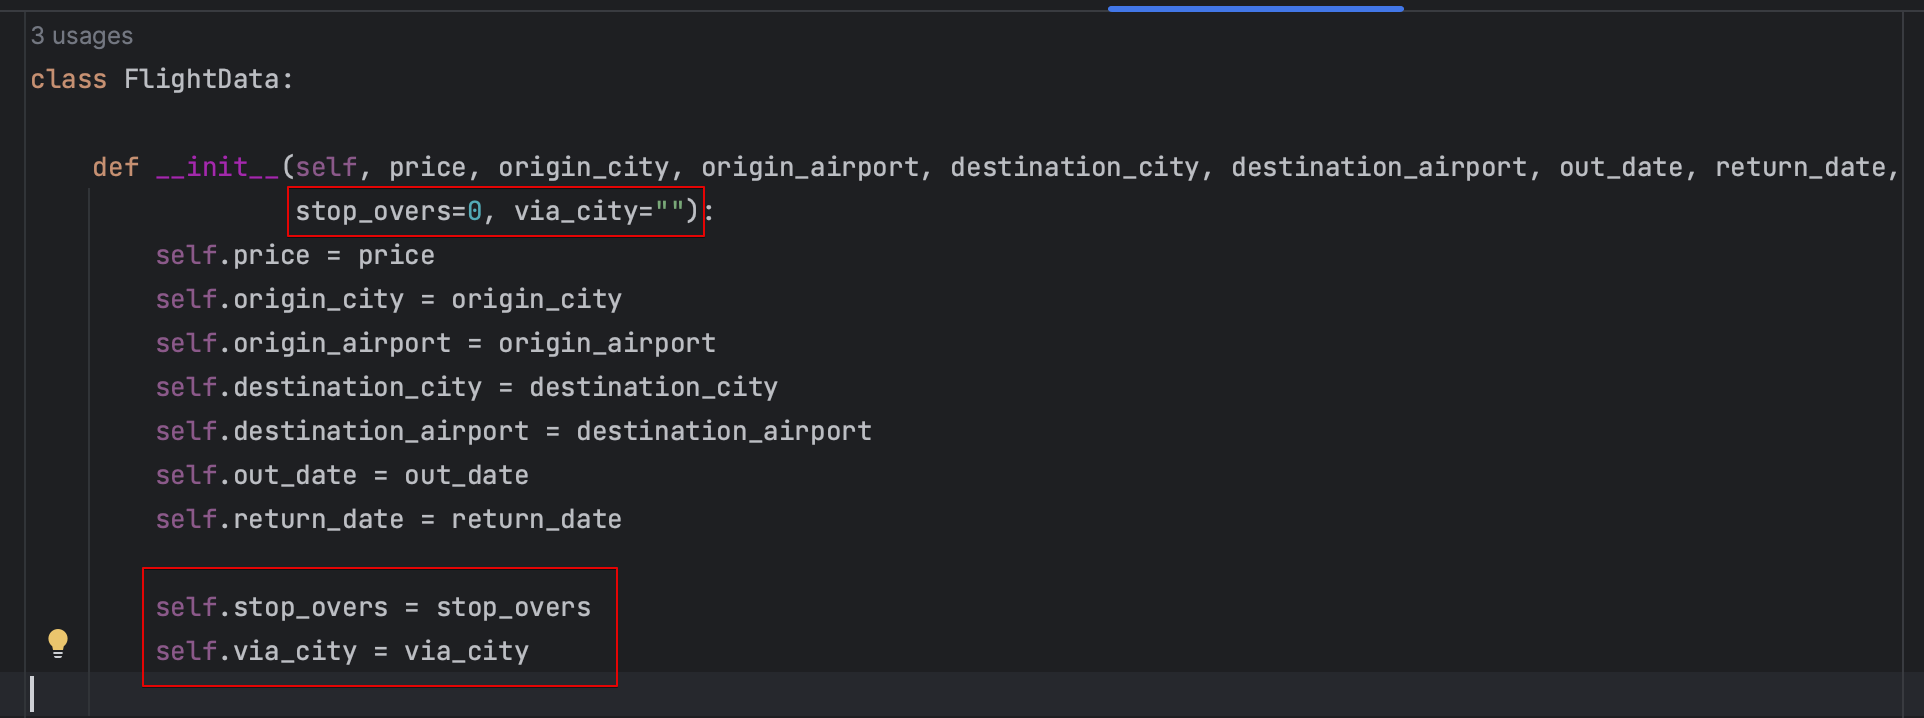 3 usages
class FlightData:
def __init__(self, price, origin_city, origin_airport, destination_city, destination_airport, out_date, return_date,
stop_overs=0, via_city=""):
self.price = price
self.origin_city = origin_city
self.origin_airport = origin_airport
self.destination_city = destination_city
self.destination_airport = destination_airport
self.out_date = out_date
self.return_date = return_date
self.stop_overs = stop_overs
self.via_city = via_city